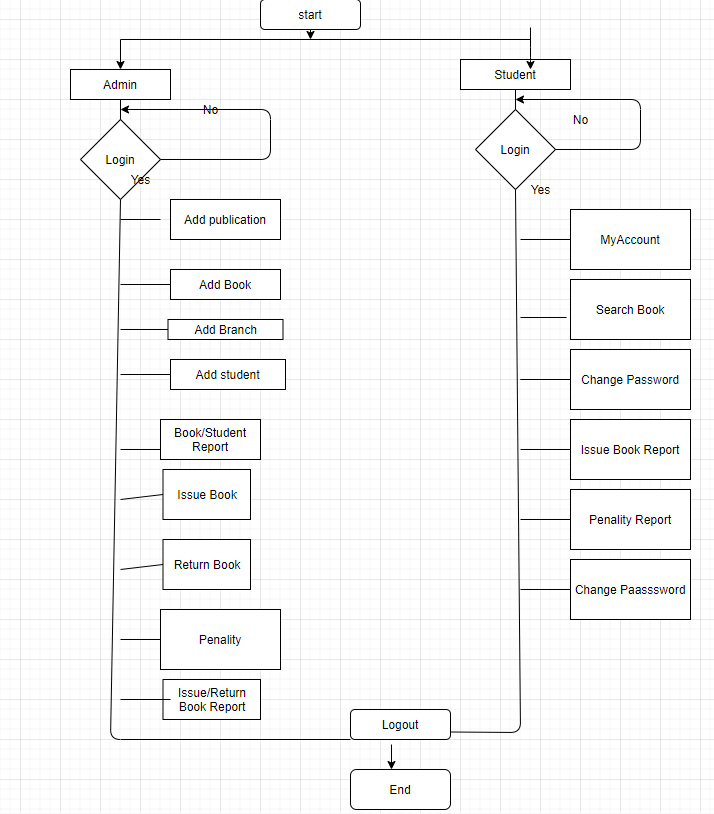 start
Admin
No
Login
Yes
Add publication
Add Book
Add Branch
Add student
Book/Student
Report
Issue Book
Return Book
Penality
Issue/Return
Book Report
Student
No
Login
Yes
MyAccount
Search Book
Change Password
Issue Book Report
Penality Report
Change Paasssword
Logout
End